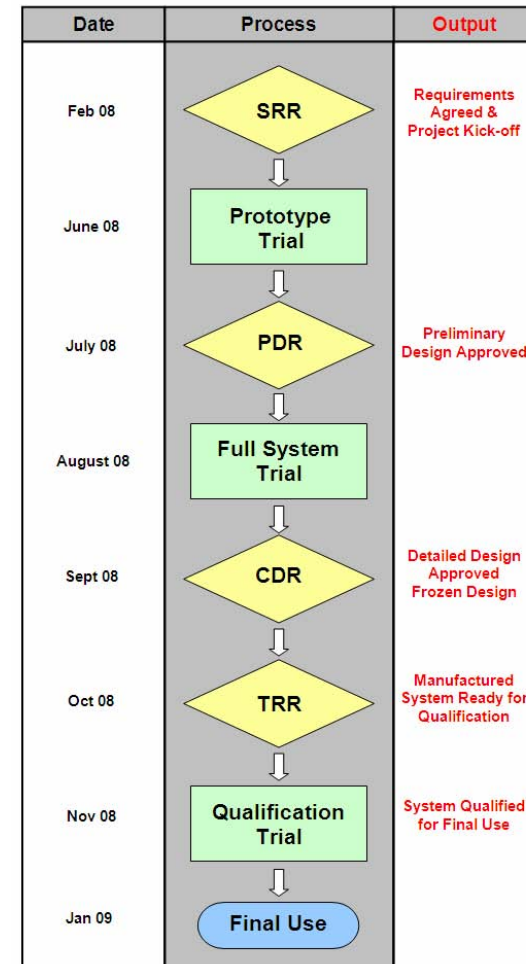 Date Process Output
Feb 08
SRR
Requirements
Agreed &
Project Kick-off
June 08
Prototype
Trial
July 08
PDR
Preliminary
Design Approved
August 08
Full System
Trial
Sept 08
CDR
Detailed Design
Approved
Frozen Design
Oct 08
TRR
Manufactured
System Ready for
Qualification
Nov 08
Qualification
Trial
System Qualified
for Final Use
Jan 09
Final Use